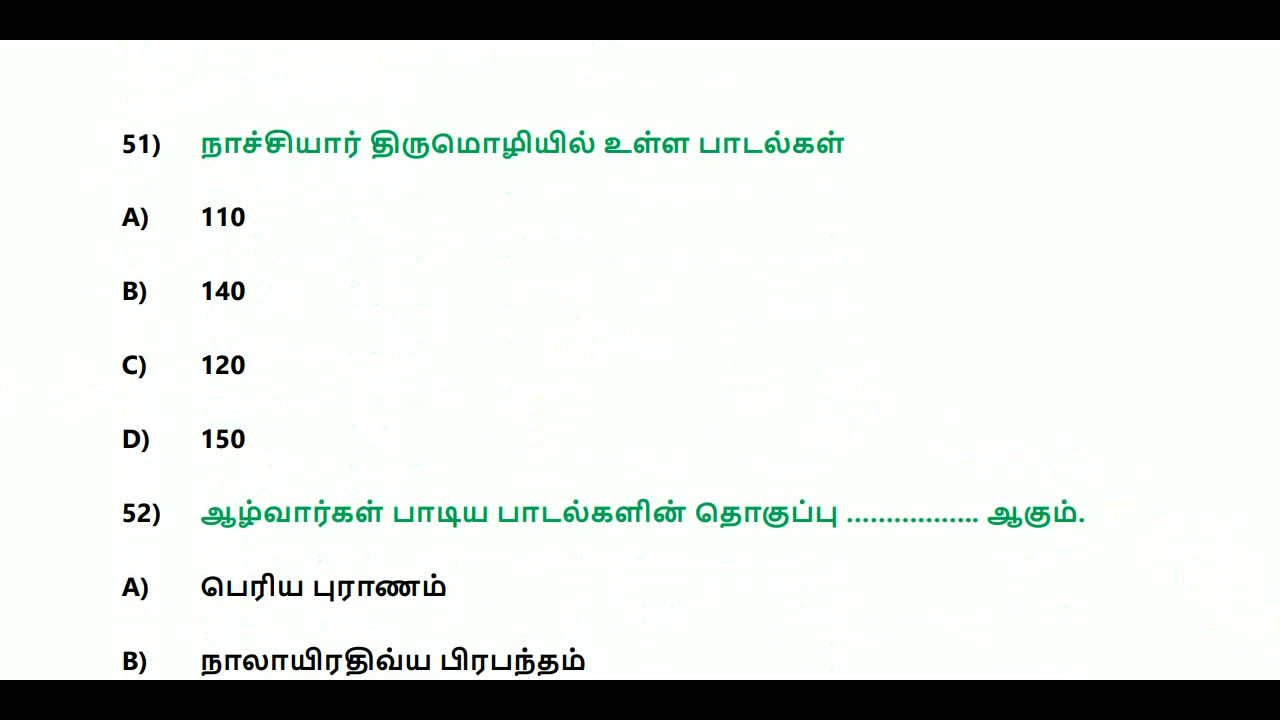 51) நாச்சியார் திருமொழியில் உள்ள பாடல்கள்
A) 110
B) 140
C) 120
D) 150
52) ஆழ்வார்கள் பாடிய பாடல்களின் தொகுப்பு ................. ஆகும்.
A) பெரிய புராணம்
B) நாலாயிரதிவ்ய பிரபந்தம்